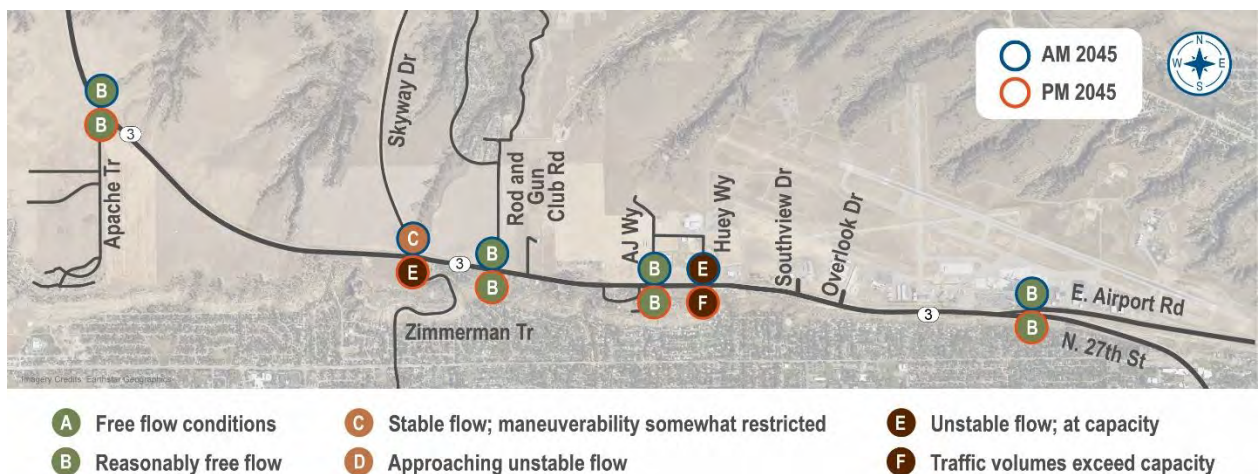 AM 2045
PM 2045
N
W E
S
B
B
3
Apache Tr
Skyway Dr
C
E
Zimmerman Tr
3
Rod and
Gun
Club Rd
B
B
AJ Wy
B
B
Huey Wy
E
F
Southview Dr
Overlook Dr
3
B
B
E. Airport Rd
N. 27th St
Imagery Credits: Earthstar Geographics
A Free flow conditions
B Reasonably free flow
C Stable flow; maneuverability somewhat restricted
D Approaching unstable flow
E Unstable flow; at capacity
F Traffic volumes exceed capacity